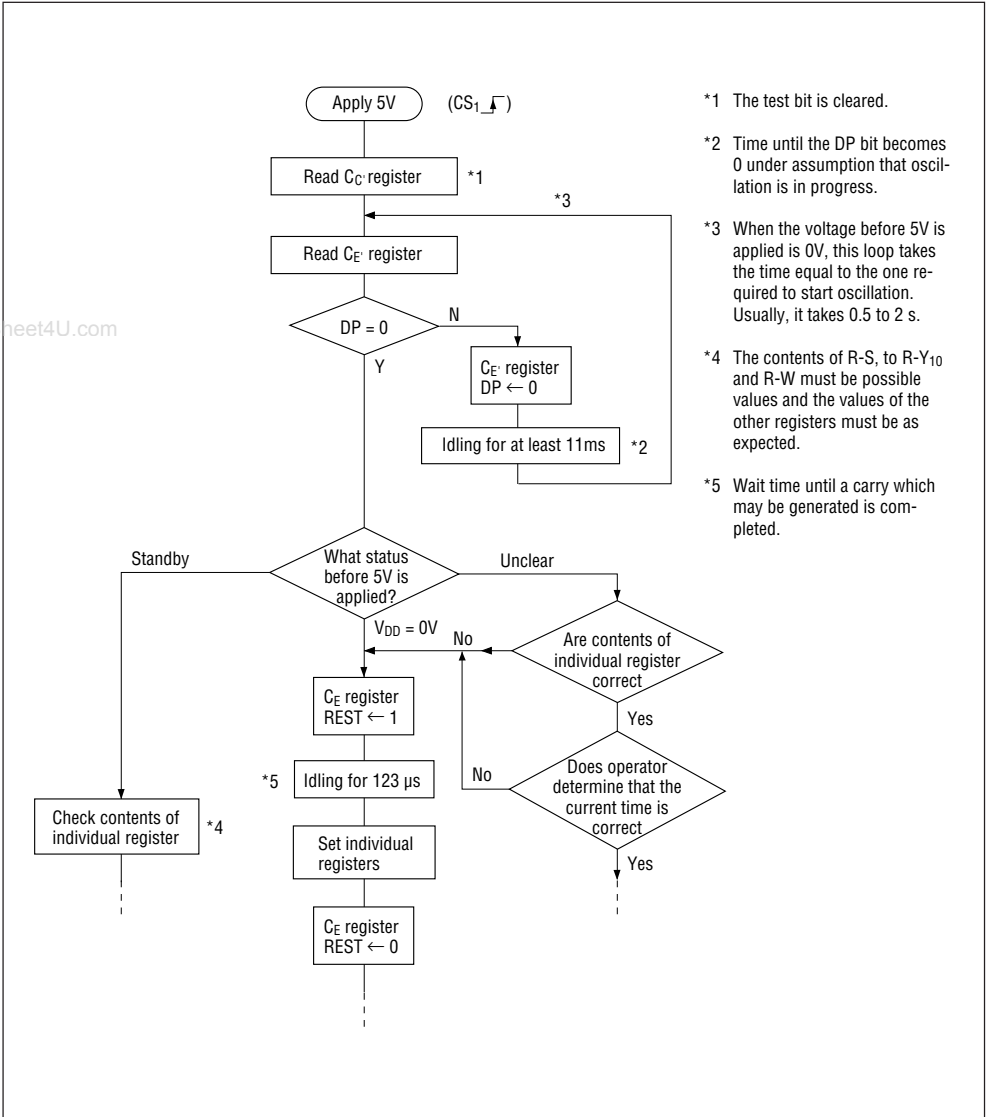 Apply 5V
(CS₁ )
Read C_C' register
*1
*3
Read C_E' register
DP = 0
N
Y
C_E' register
DP ← 0
Idling for at least 11ms
*2
What status
before 5V is
applied?
Standby
Unclear
V_DD = 0V
No
Are contents of
individual register
correct
Yes
C_E register
REST ← 1
*5
Idling for 123 µs
No
Does operator
determine that the
current time is
correct
Yes
Check contents of
individual register
*4
Set individual
registers
C_E register
REST ← 0
*1 The test bit is cleared.
*2 Time until the DP bit becomes
0 under assumption that oscil-
lation is in progress.
*3 When the voltage before 5V is
applied is 0V, this loop takes
the time equal to the one re-
quired to start oscillation.
Usually, it takes 0.5 to 2 s.
*4 The contents of R-S, to R-Y₁₀
and R-W must be possible
values and the values of the
other registers must be as
expected.
*5 Wait time until a carry which
may be generated is com-
pleted.
heet4U.com